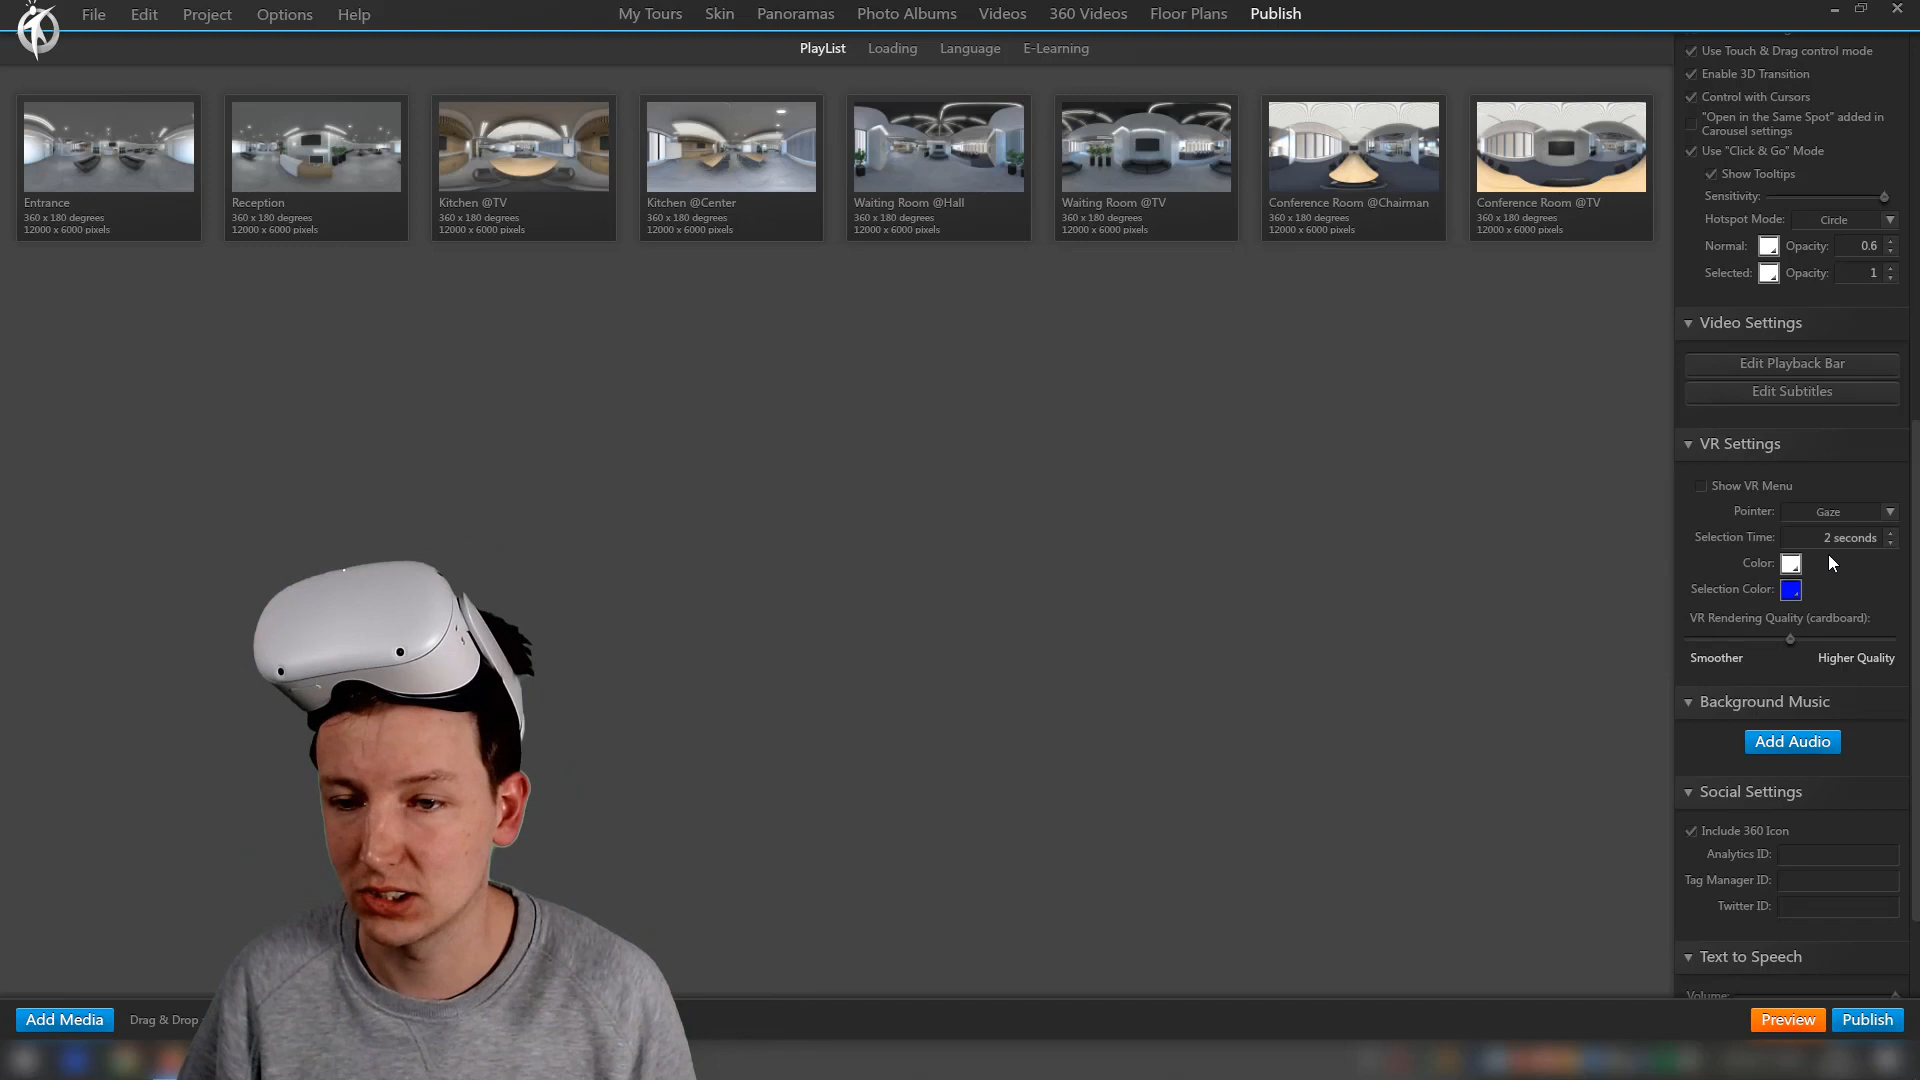 File Edit Project Options Help My Tours Skin Panoramas Photo Albums Videos 360 Videos Floor Plans Publish
PlayList Loading Language E-Learning
Entrance
360 x 180 degrees
12000 x 6000 pixels
Reception
360 x 180 degrees
12000 x 6000 pixels
Kitchen @TV
360 x 180 degrees
12000 x 6000 pixels
Kitchen @Center
360 x 180 degrees
12000 x 6000 pixels
Waiting Room @Hall
360 x 180 degrees
12000 x 6000 pixels
Waiting Room @TV
360 x 180 degrees
12000 x 6000 pixels
Conference Room @Chairman
360 x 180 degrees
12000 x 6000 pixels
Conference Room @TV
360 x 180 degrees
12000 x 6000 pixels
Use Touch & Drag control mode
Enable 3D Transition
Control with Cursors
"Open in the Same Spot" added in
Carousel settings
Use "Click & Go" Mode
Show Tooltips
Sensitivity:
Hotspot Mode: Circle
Normal: Opacity: 0.6
Selected: Opacity: 1
Video Settings
Edit Playback Bar
Edit Subtitles
VR Settings
Show VR Menu
Pointer: Gaze
Selection Time: 2 seconds
Color:
Selection Color:
VR Rendering Quality (cardboard):
Smoother Higher Quality
Background Music
Add Audio
Social Settings
Include 360 Icon
Analytics ID:
Tag Manager ID:
Twitter ID:
Text to Speech
Volume:
Add Media Drag & Drop
Preview Publish